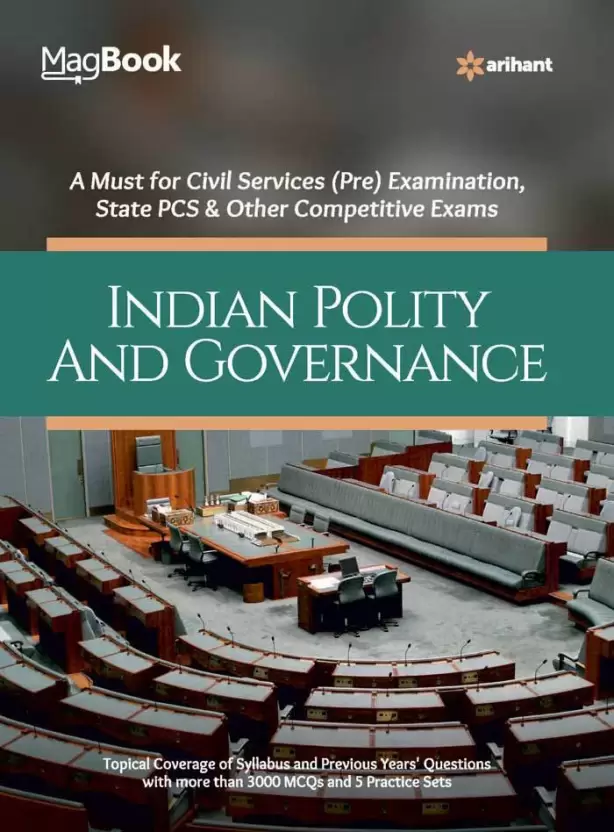 MagBook
arihant
A Must for Civil Services (Pre) Examination,
State PCS & Other Competitive Exams
INDIAN POLITY
AND GOVERNANCE
Topical Coverage of Syllabus and Previous Years' Questions
with more than 3000 MCQs and 5 Practice Sets